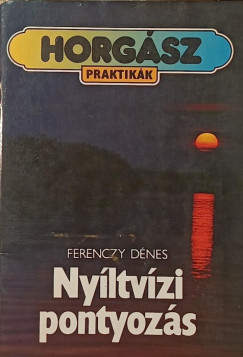 HORGÁSZ
PRAKTIKÁK
FERENCZY DÉNES
Nyíltvízi
pontyozás